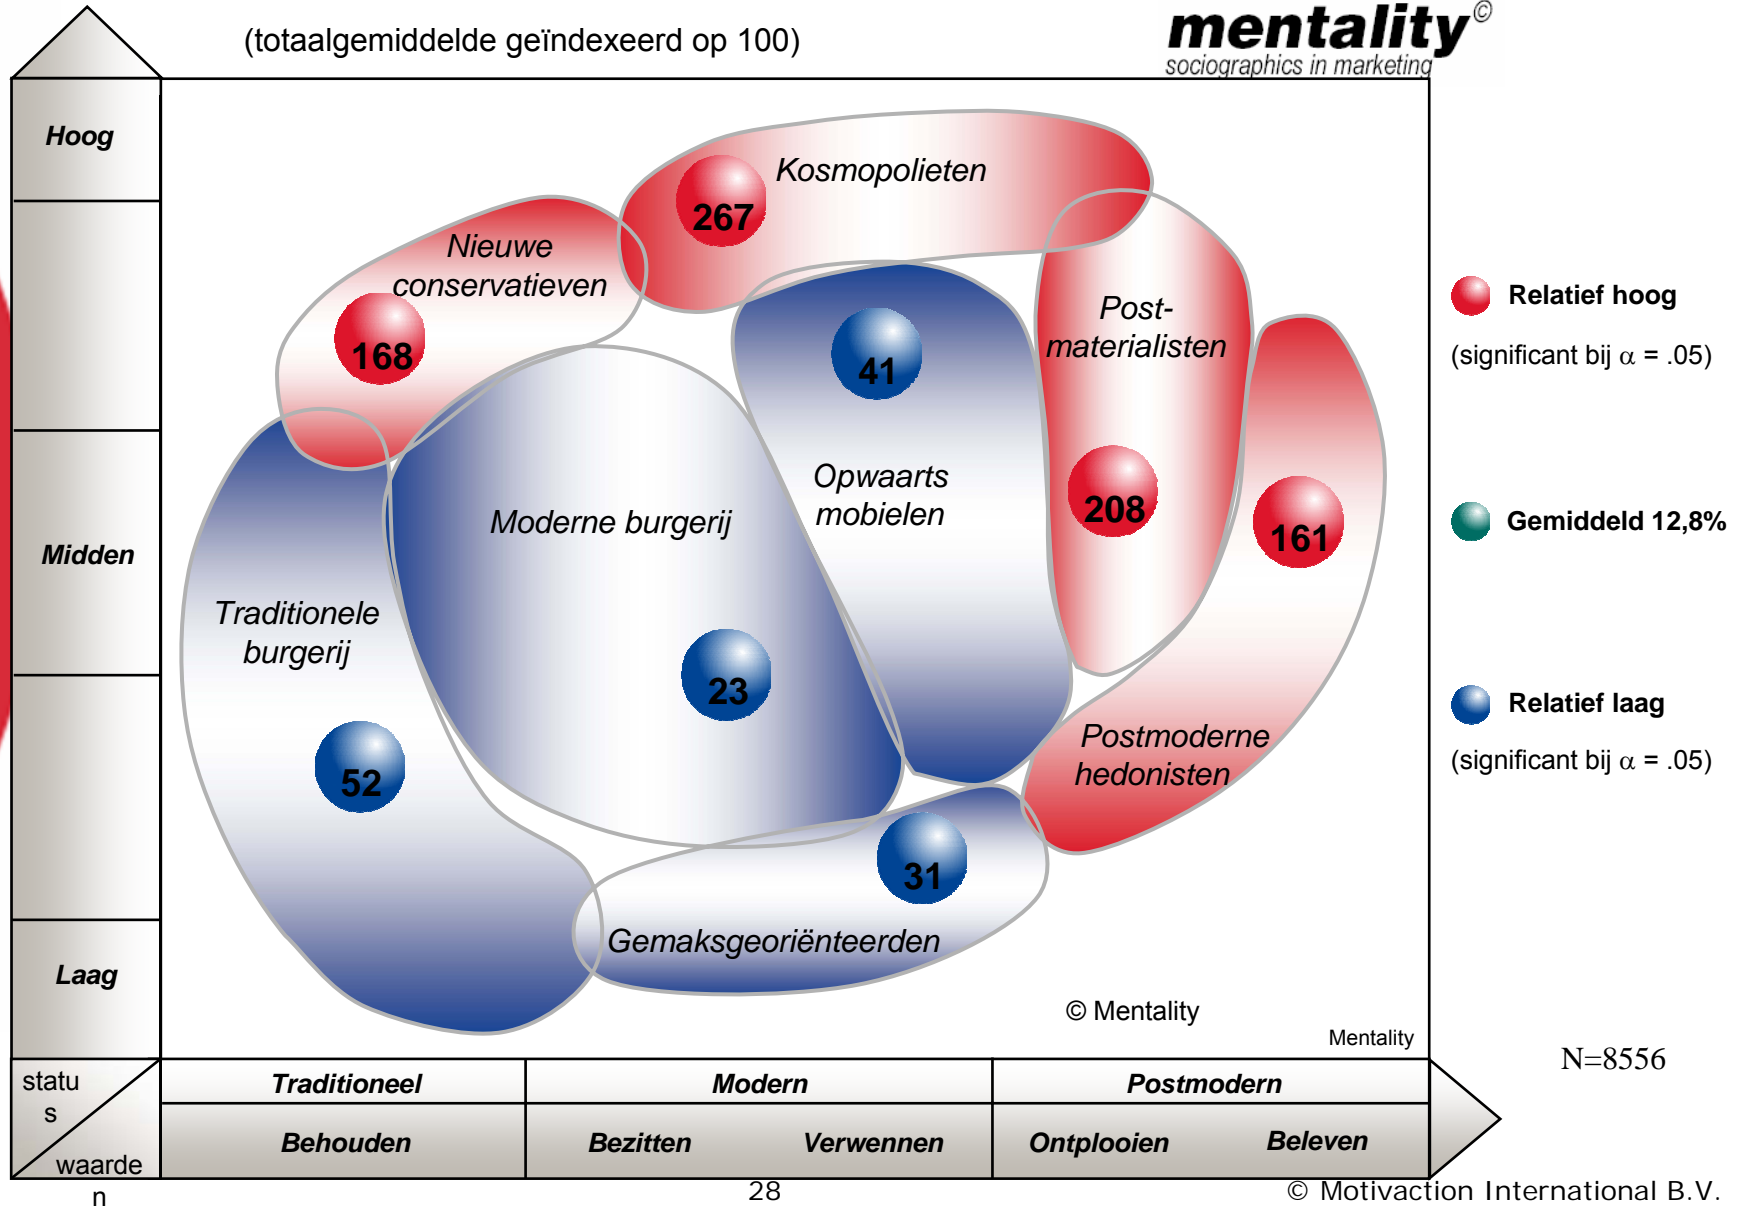 (totaalgemiddelde geïndexeerd op 100)
mentality©
sociographics in marketing
Hoog
Midden
Laag
Kosmopolieten
267
Nieuwe
conservatieven
168
Post-
materialisten
208
41
Opwaarts
mobielen
Moderne burgerij
23
161
Traditionele
burgerij
52
Postmoderne
hedonisten
31
Gemaksgeoriënteerden
Relatief hoog
(significant bij α = .05)
Gemiddeld 12,8%
Relatief laag
(significant bij α = .05)
© Mentality
Mentality
N=8556
statu
s
waarde
n
Traditioneel
Modern
Postmodern
Behouden
Bezitten
Verwennen
Ontplooien
Beleven
28
© Motivaction International B.V.